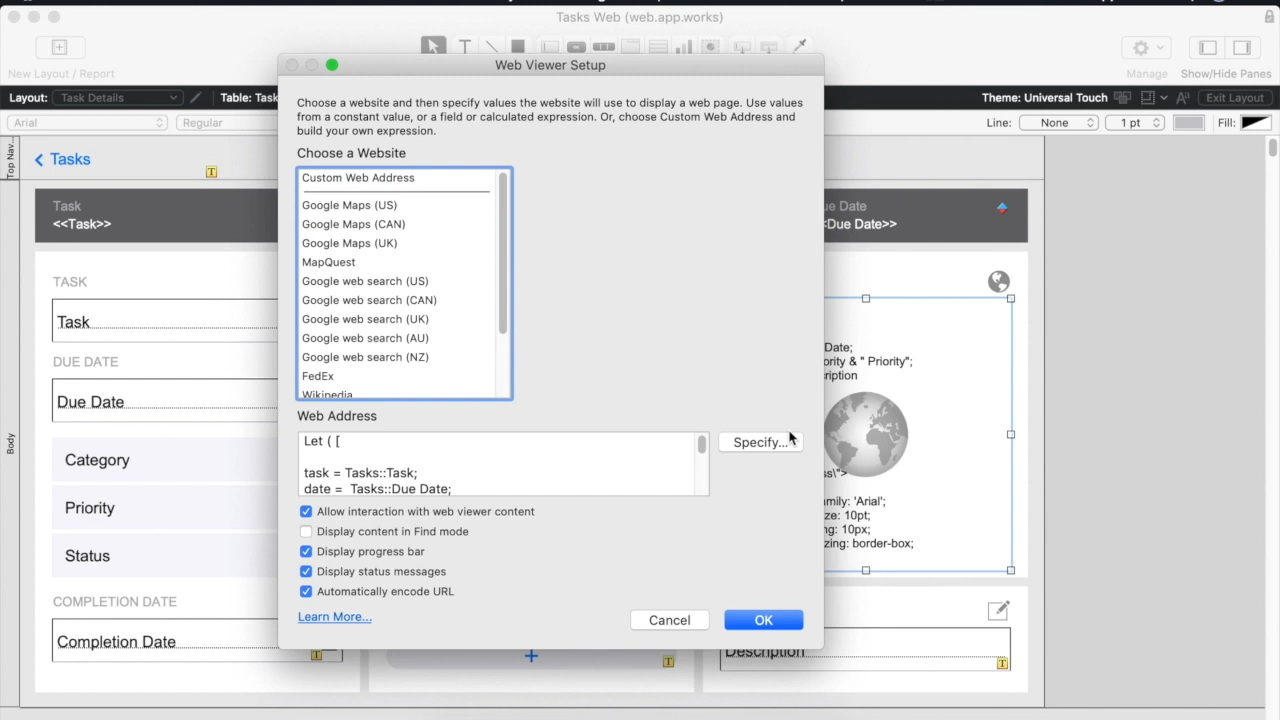 Tasks Web (web.app.works)
New Layout / Report
Manage
Show/Hide Panes
Layout:
Task Details
Table: Task
Theme: Universal Touch
Exit Layout
Arial
Regular
Line:
None
1 pt
Fill:
Top Nav...
Tasks
T
Task
<<Task>>
ue Date
Due Date>>
Body
TASK
Task
DUE DATE
Due Date
Category
Priority
Status
COMPLETION DATE
Completion Date
T
+
T
Date;
ority & " Priority";
ription
ss\">
mily: 'Arial';
ze: 10pt;
ng: 10px;
zing: border-box;
Description
T
Web Viewer Setup
Choose a website and then specify values the website will use to display a web page. Use values
from a constant value, or a field or calculated expression. Or, choose Custom Web Address and
build your own expression.
Choose a Website
Custom Web Address
Google Maps (US)
Google Maps (CAN)
Google Maps (UK)
MapQuest
Google web search (US)
Google web search (CAN)
Google web search (UK)
Google web search (AU)
Google web search (NZ)
FedEx
Wikipedia
Web Address
Let ( [
task = Tasks::Task;
date = Tasks::Due Date;
Specify...
Allow interaction with web viewer content
Display content in Find mode
Display progress bar
Display status messages
Automatically encode URL
Learn More...
Cancel
OK